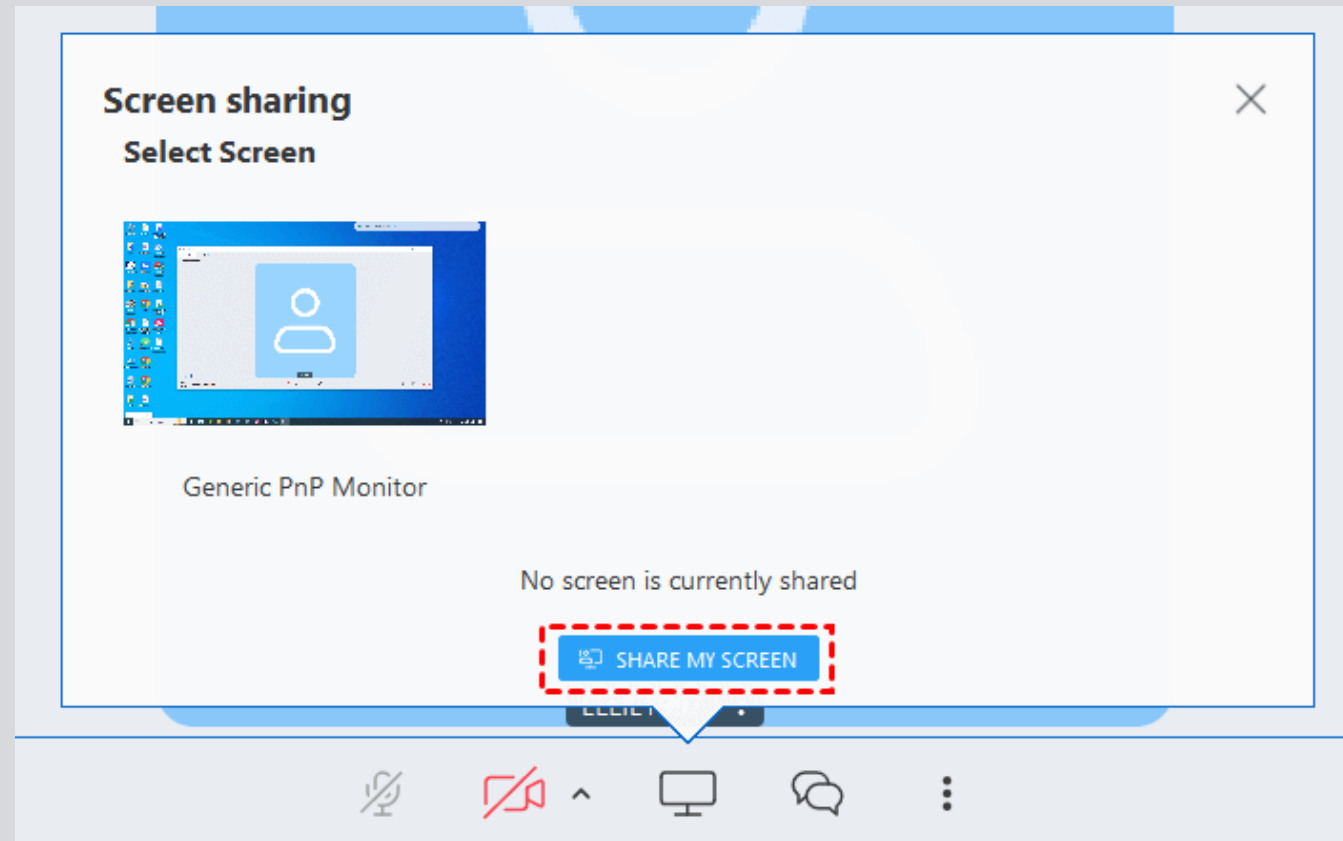 Screen sharing
Select Screen
Generic PnP Monitor
No screen is currently shared
SHARE MY SCREEN